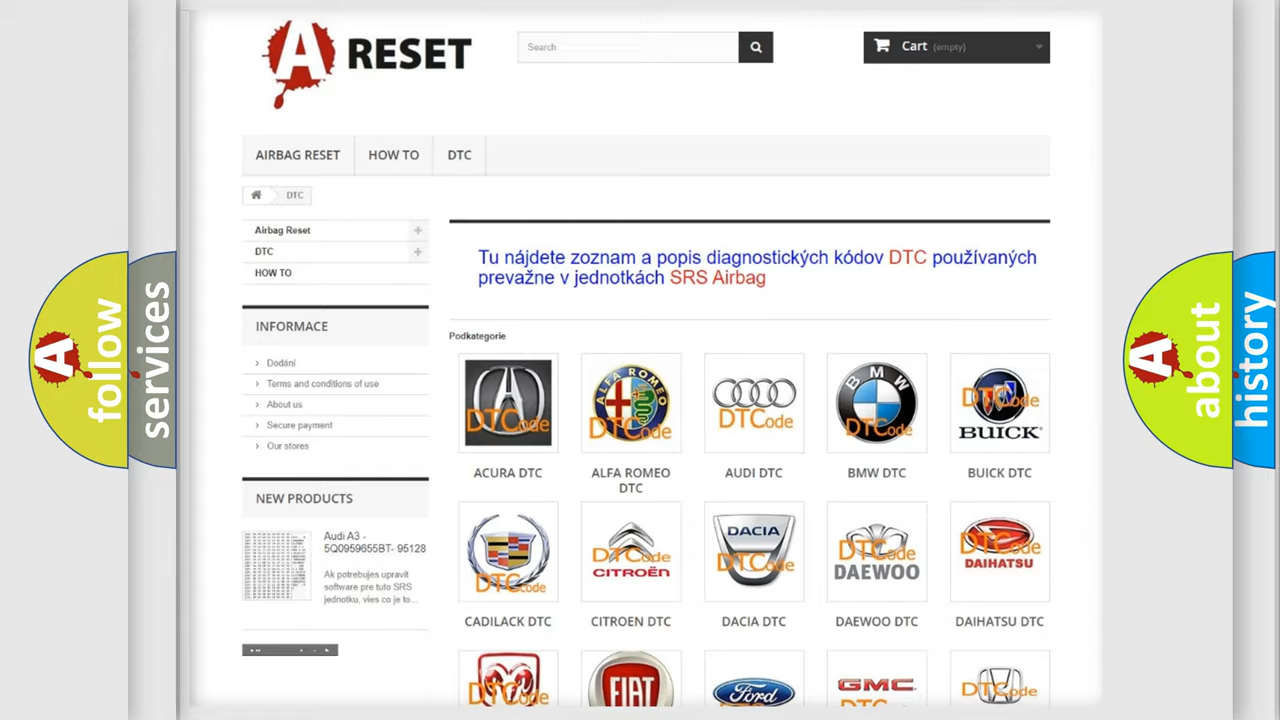 A RESET
Search
Cart (empty)
AIRBAG RESET
HOW TO
DTC
DTC
Airbag Reset
DTC
HOW TO
INFORMACE
Dodání
Terms and conditions of use
About us
Secure payment
Our stores
NEW PRODUCTS
Audi A3 -
5Q0959655BT- 95128
Ak potrebujes upravit
software pre tuto SRS
jednotku, vies co je to...
Tu nájdete zoznam a popis diagnostických kódov DTC používaných
prevažne v jednotkách SRS Airbag
Podkategorie
DTCode
ALFA ROMEO
DTCode
DTCode
BMW
DTCode
DTCode
BUICK
ACURA DTC
ALFA ROMEO
DTC
AUDI DTC
BMW DTC
BUICK DTC
DTCode
DTCode
CITROËN
DACIA
DTCode
DTCode
DAEWOO
DTCode
DAIHATSU
CADILACK DTC
CITROEN DTC
DACIA DTC
DAEWOO DTC
DAIHATSU DTC
DTCode
FIAT
Ford
GMC
DTCode
A follow
services
A about
history